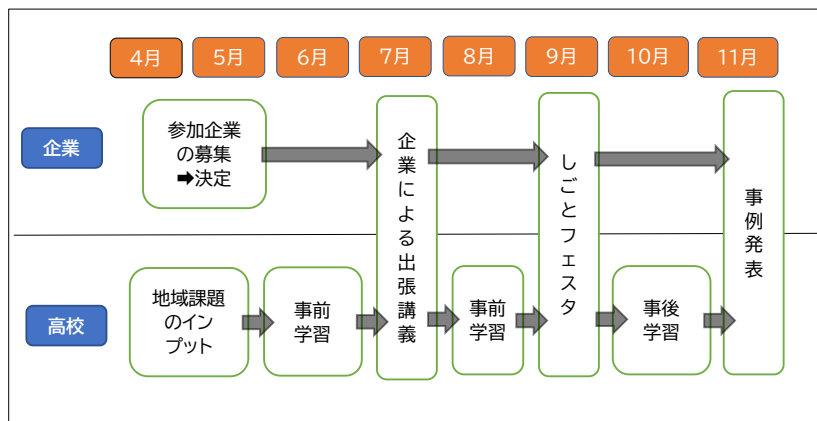 4月 5月 6月 7月 8月 9月 10月 11月
企業
参加企業
の募集
➡決定
企業による出張講義
しごとフェスタ
事例発表
高校
地域課題
のイン
プット
事前
学習
事前
学習
事後
学習